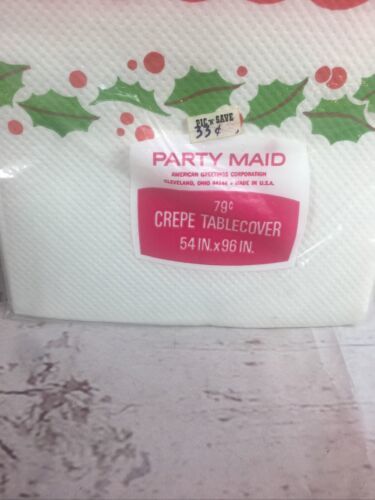 PIC 'N' SAVE
33¢
PARTY MAID
AMERICAN GREETINGS CORPORATION
CLEVELAND, OHIO 44144 • MADE IN U.S.A.
79¢
CREPE TABLECOVER
54 IN. x 96 IN.